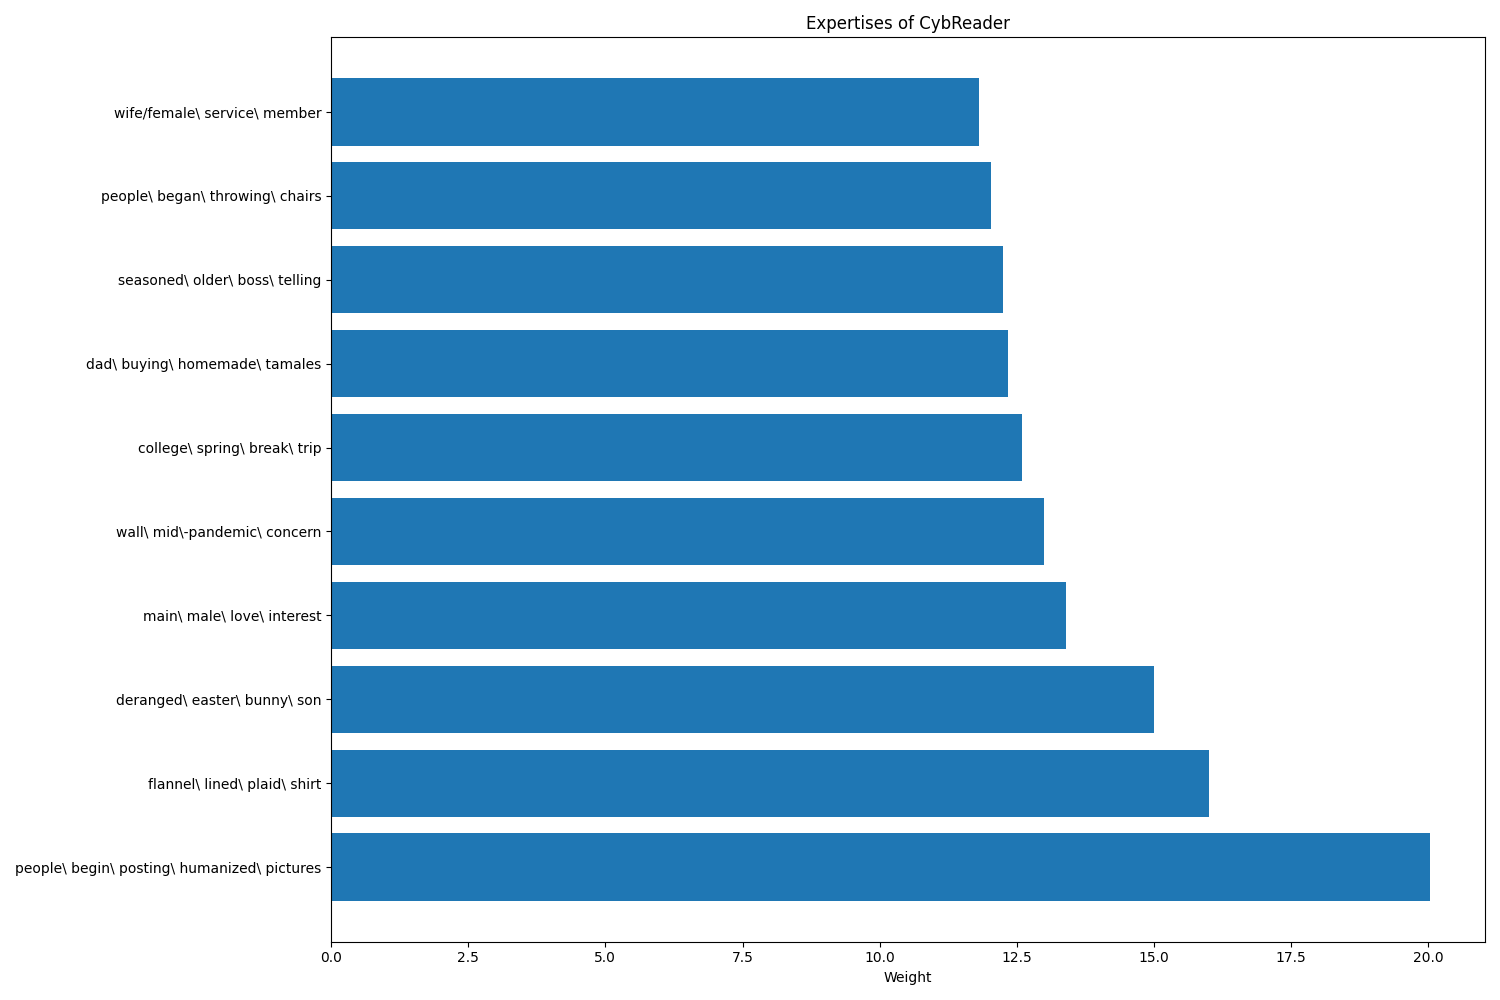 Expertises of CybReader
wife/female\ service\ member
people\ began\ throwing\ chairs
seasoned\ older\ boss\ telling
dad\ buying\ homemade\ tamales
college\ spring\ break\ trip
wall\ mid\-pandemic\ concern
main\ male\ love\ interest
deranged\ easter\ bunny\ son
flannel\ lined\ plaid\ shirt
people\ begin\ posting\ humanized\ pictures
0.0 2.5 5.0 7.5 10.0 12.5 15.0 17.5 20.0
Weight